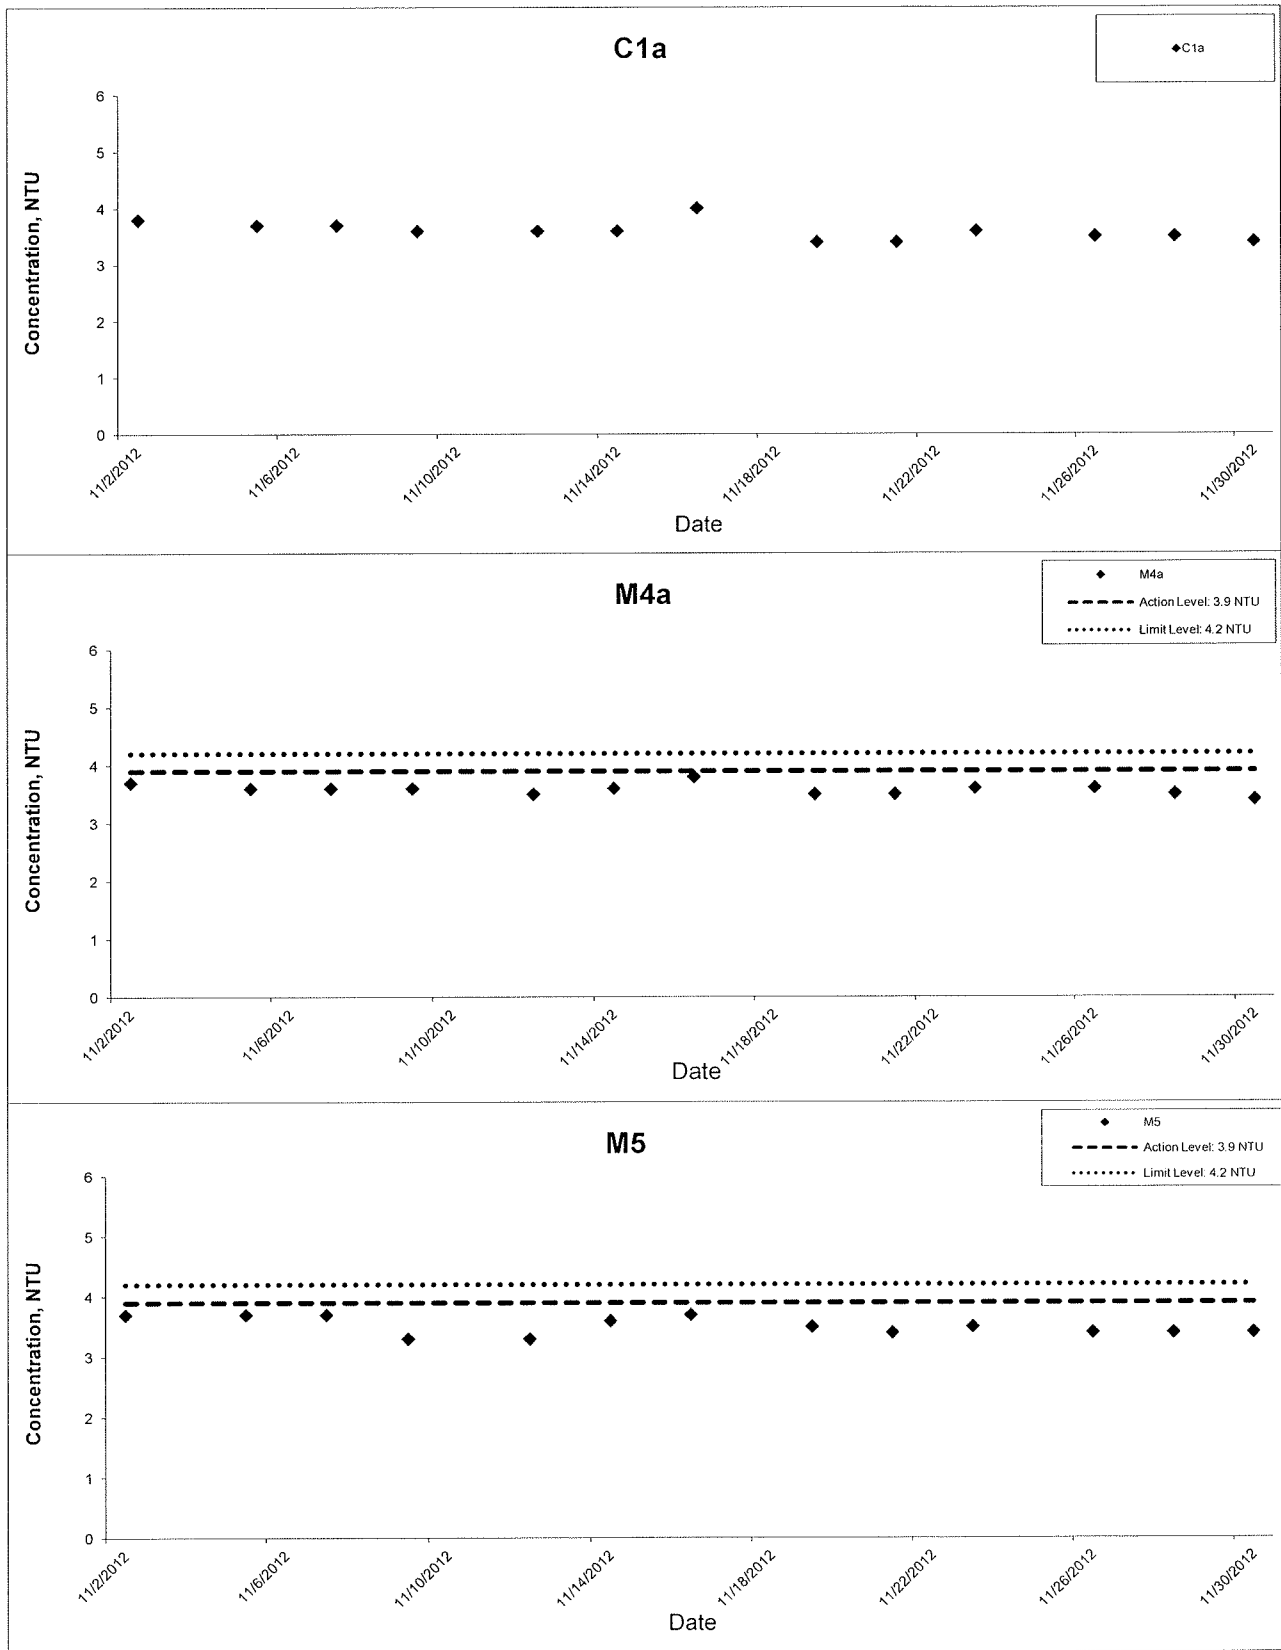 C1a
C1a
Concentration, NTU
6
5
4
3
2
1
0
11/2/2012
11/6/2012
11/10/2012
11/14/2012
11/18/2012
11/22/2012
11/26/2012
11/30/2012
Date
M4a
M4a
Action Level: 3.9 NTU
Limit Level: 4.2 NTU
Concentration, NTU
6
5
4
3
2
1
0
11/2/2012
11/6/2012
11/10/2012
11/14/2012
11/18/2012
11/22/2012
11/26/2012
11/30/2012
Date
M5
M5
Action Level: 3.9 NTU
Limit Level: 4.2 NTU
Concentration, NTU
6
5
4
3
2
1
0
11/2/2012
11/6/2012
11/10/2012
11/14/2012
11/18/2012
11/22/2012
11/26/2012
11/30/2012
Date